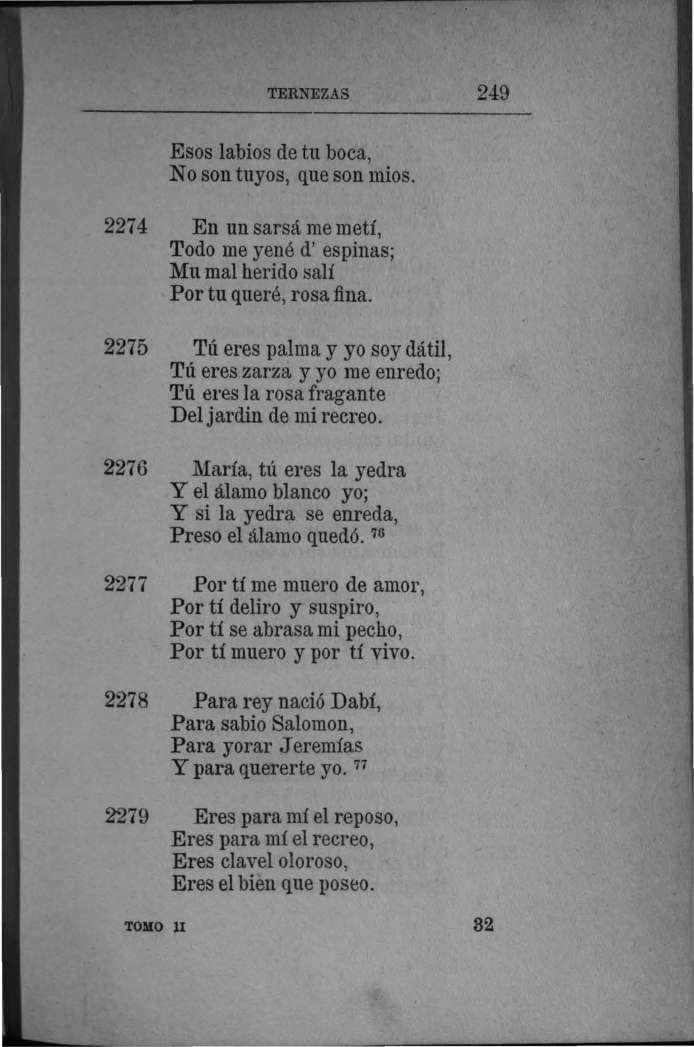 TERNEZAS 249
Esos labios de tu boca,
No son tuyos, que son mios.
2274 En un sarsá me metí,
Todo me yené d' espinas;
Mu mal herido salí
Por tu queré, rosa fina.
2275 Tú eres palma y yo soy dátil,
Tú eres zarza y yo me enredo;
Tú eres la rosa fragante
Del jardin de mi recreo.
2276 María, tú eres la yedra
Y el álamo blanco yo;
Y si la yedra se enreda,
Preso el álamo quedó. 76
2277 Por tí me muero de amor,
Por tí deliro y suspiro,
Por tí se abrasa mi pecho,
Por tí muero y por tí vivo.
2278 Para rey nació Dabí,
Para sabio Salomon,
Para yorar Jeremías
Y para quererte yo. 77
2279 Eres para mí el reposo,
Eres para mí el recreo,
Eres clavel oloroso,
Eres el bien que poseo.
TOMO II 32